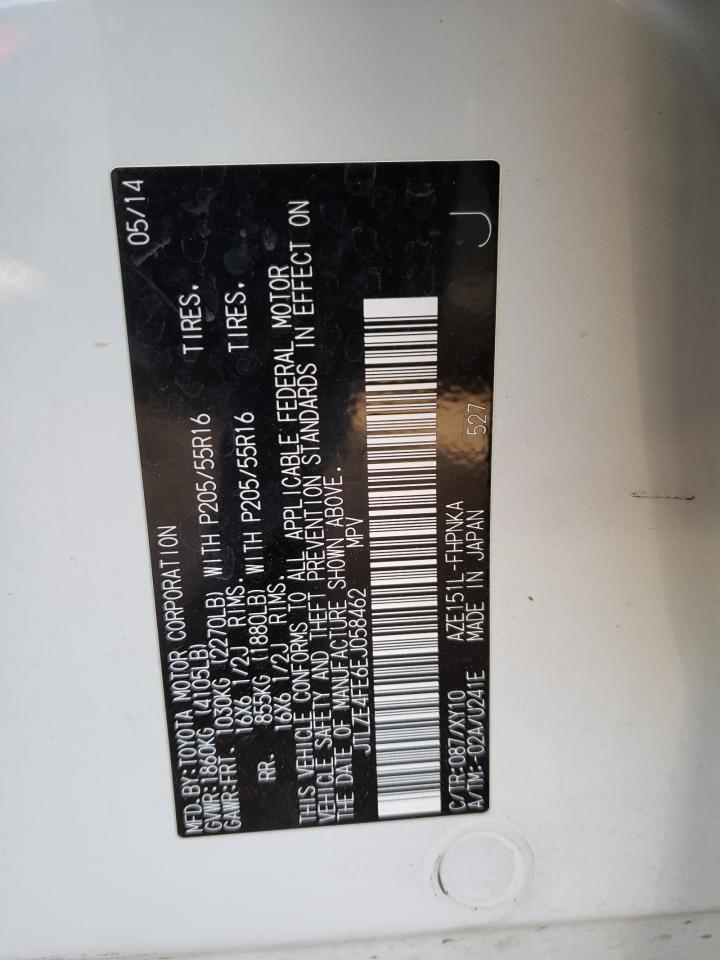 MFD.BY:TOYOTA MOTOR CORPORATION 05/14
GVWR:1860KG (4105LB)
GAWR:FRT. 1030KG (2270LB) WITH P205/55R16 TIRES.
16X6 1/2J RIMS.
RR. 855KG (1880LB) WITH P205/55R16 TIRES.
16X6 1/2J RIMS.
THIS VEHICLE CONFORMS TO ALL APPLICABLE FEDERAL MOTOR
VEHICLE SAFETY AND THEFT PREVENTION STANDARDS IN EFFECT ON
THE DATE OF MANUFACTURE SHOWN ABOVE.
JTLZE4FE6EJ058462 MPV
C/TR:087/XY10 AZE151L-FHPNKA
A/TM:-02A/U241E MADE IN JAPAN 527 J